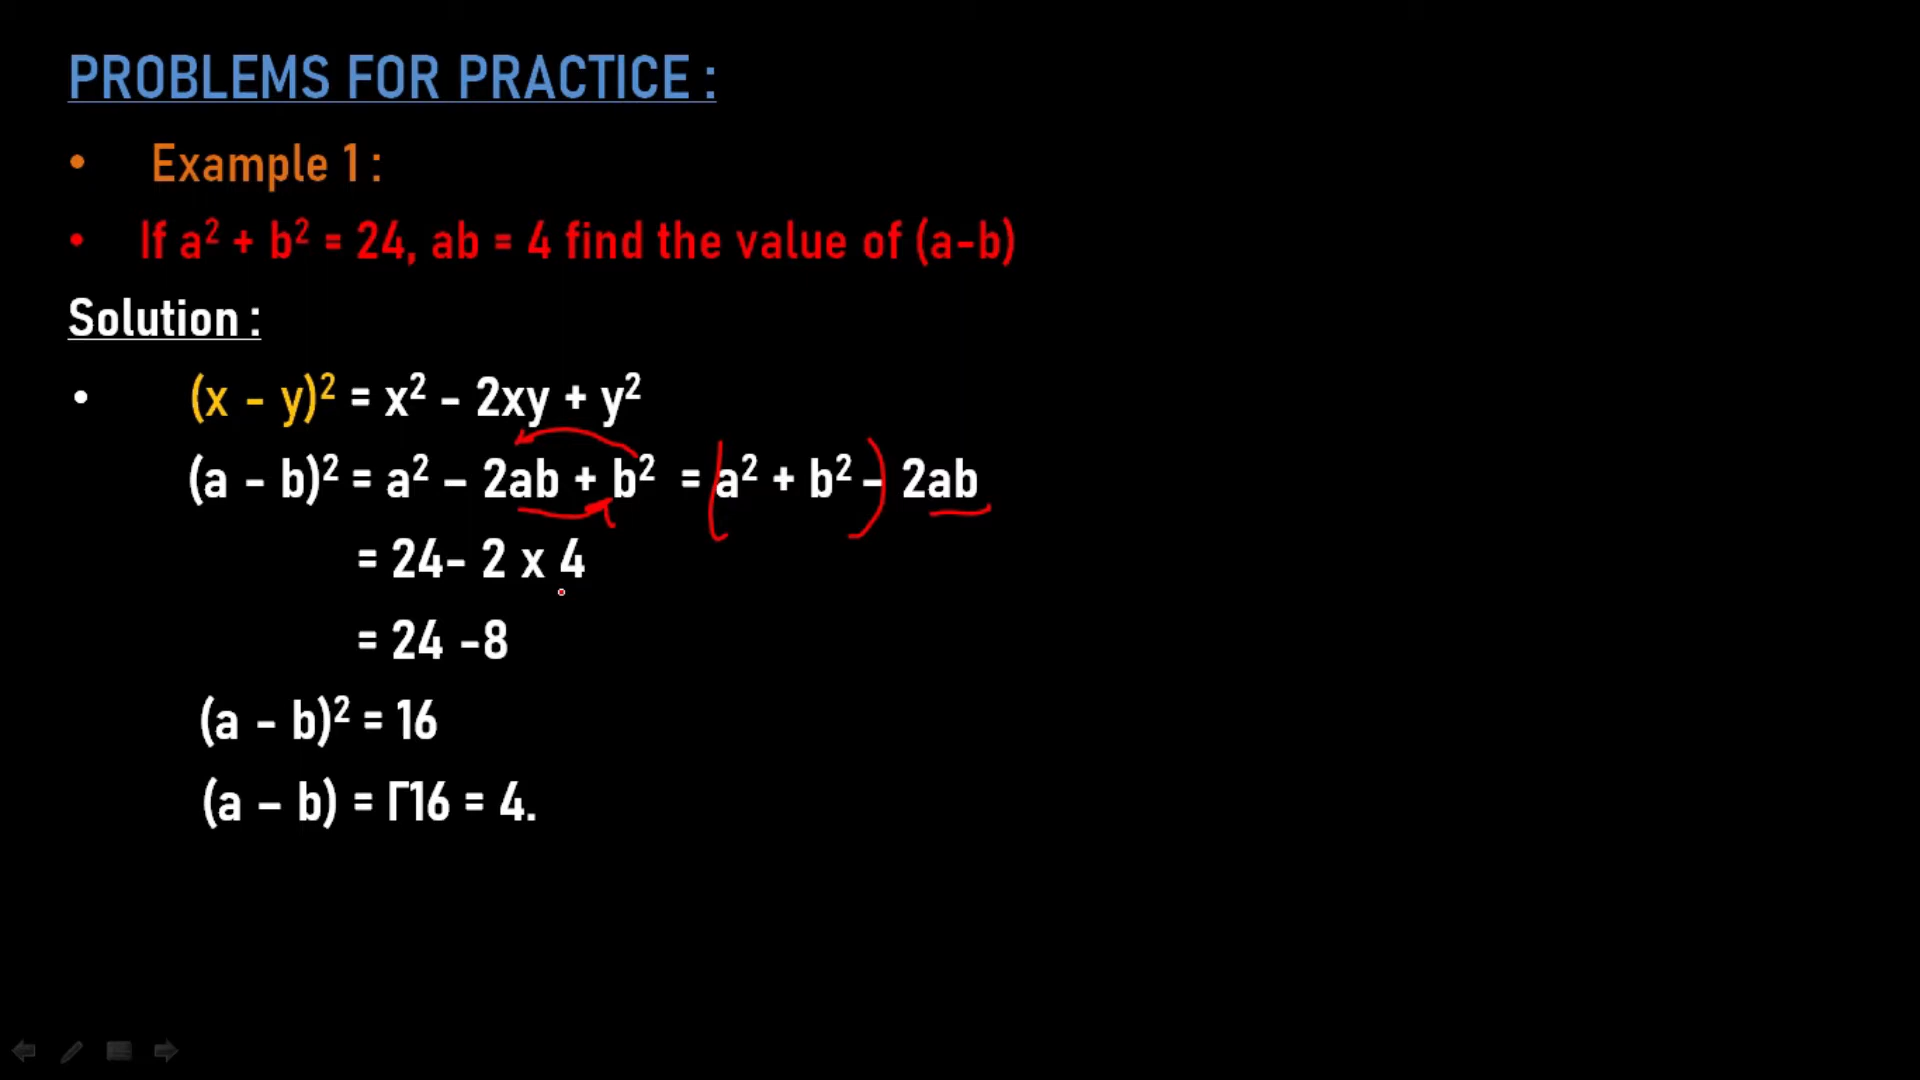 PROBLEMS FOR PRACTICE :
• Example 1 :
• If a² + b² = 24, ab = 4 find the value of (a-b)
Solution :
• (x - y)² = x² - 2xy + y²
(a - b)² = a² - 2ab + b² = a² + b² - 2ab
= 24- 2 x 4
= 24 -8
(a - b)² = 16
(a - b) = Γ16 = 4.